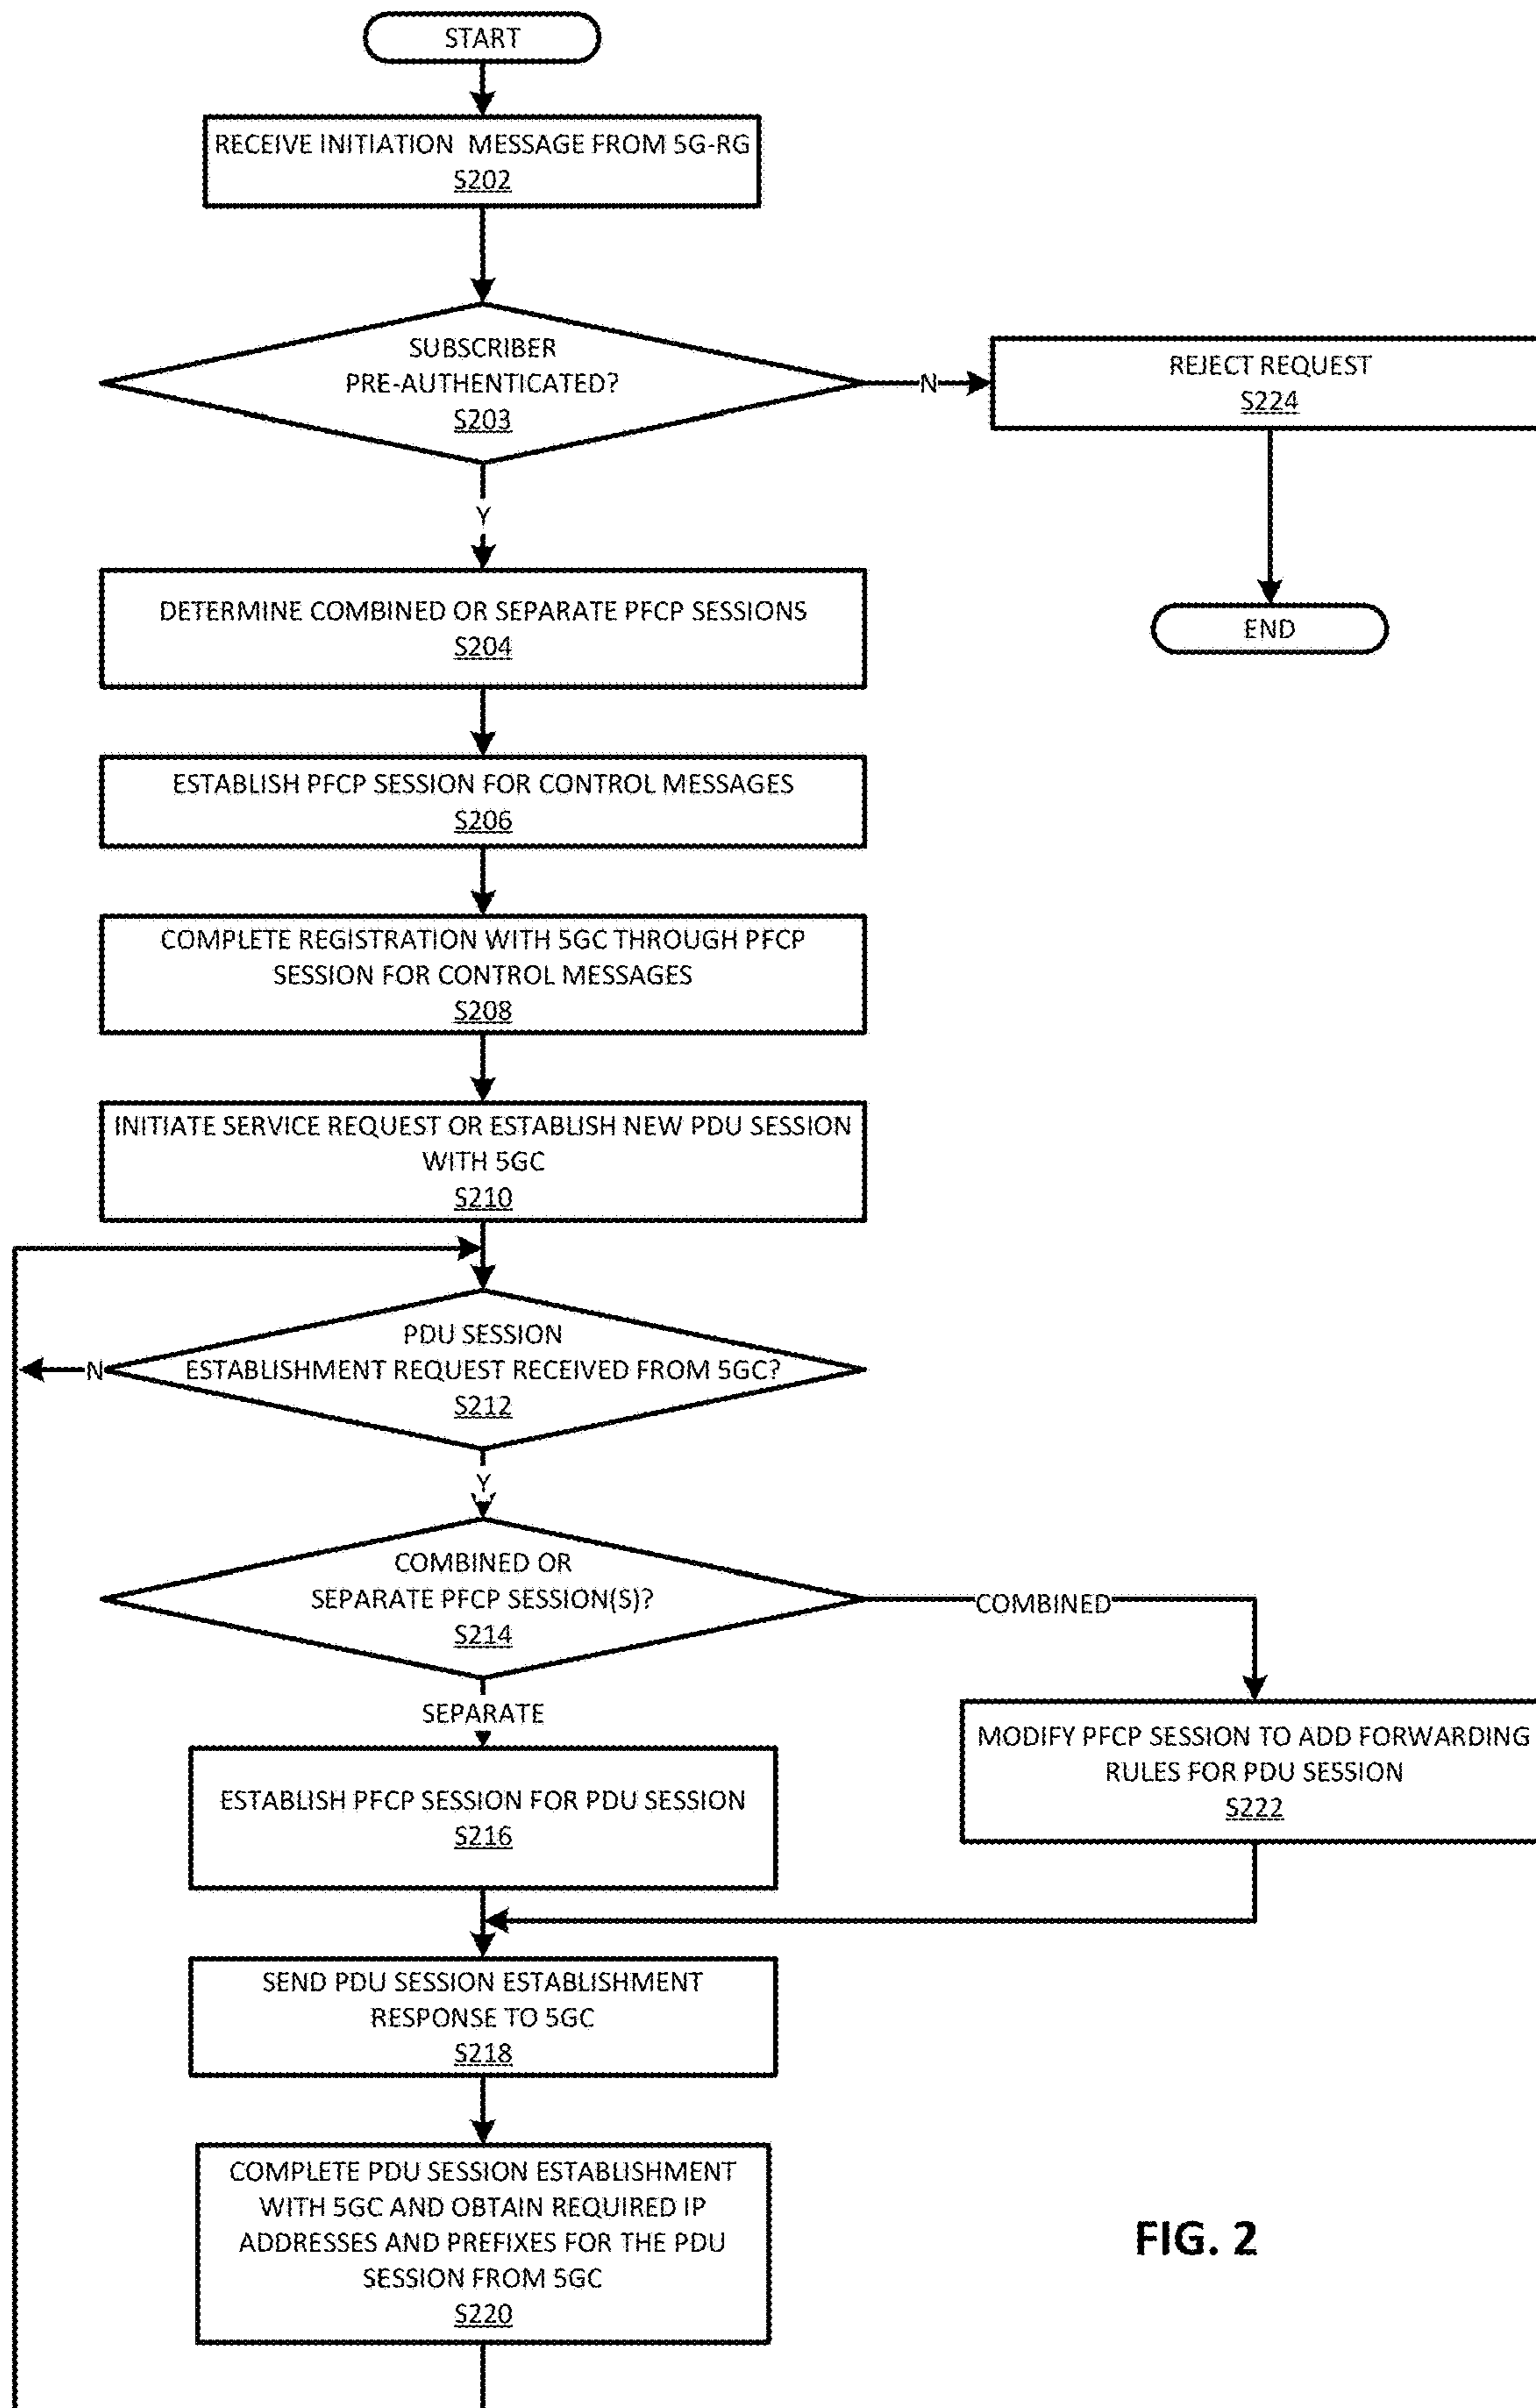 START
RECEIVE INITIATION MESSAGE FROM 5G-RG
S202
SUBSCRIBER
PRE-AUTHENTICATED?
S203
N
REJECT REQUEST
S224
END
Y
DETERMINE COMBINED OR SEPARATE PFCP SESSIONS
S204
ESTABLISH PFCP SESSION FOR CONTROL MESSAGES
S206
COMPLETE REGISTRATION WITH 5GC THROUGH PFCP
SESSION FOR CONTROL MESSAGES
S208
INITIATE SERVICE REQUEST OR ESTABLISH NEW PDU SESSION
WITH 5GC
S210
PDU SESSION
ESTABLISHMENT REQUEST RECEIVED FROM 5GC?
S212
N
Y
COMBINED OR
SEPARATE PFCP SESSION(S)?
S214
COMBINED
SEPARATE
MODIFY PFCP SESSION TO ADD FORWARDING
RULES FOR PDU SESSION
S222
ESTABLISH PFCP SESSION FOR PDU SESSION
S216
SEND PDU SESSION ESTABLISHMENT
RESPONSE TO 5GC
S218
COMPLETE PDU SESSION ESTABLISHMENT
WITH 5GC AND OBTAIN REQUIRED IP
ADDRESSES AND PREFIXES FOR THE PDU
SESSION FROM 5GC
S220
FIG. 2